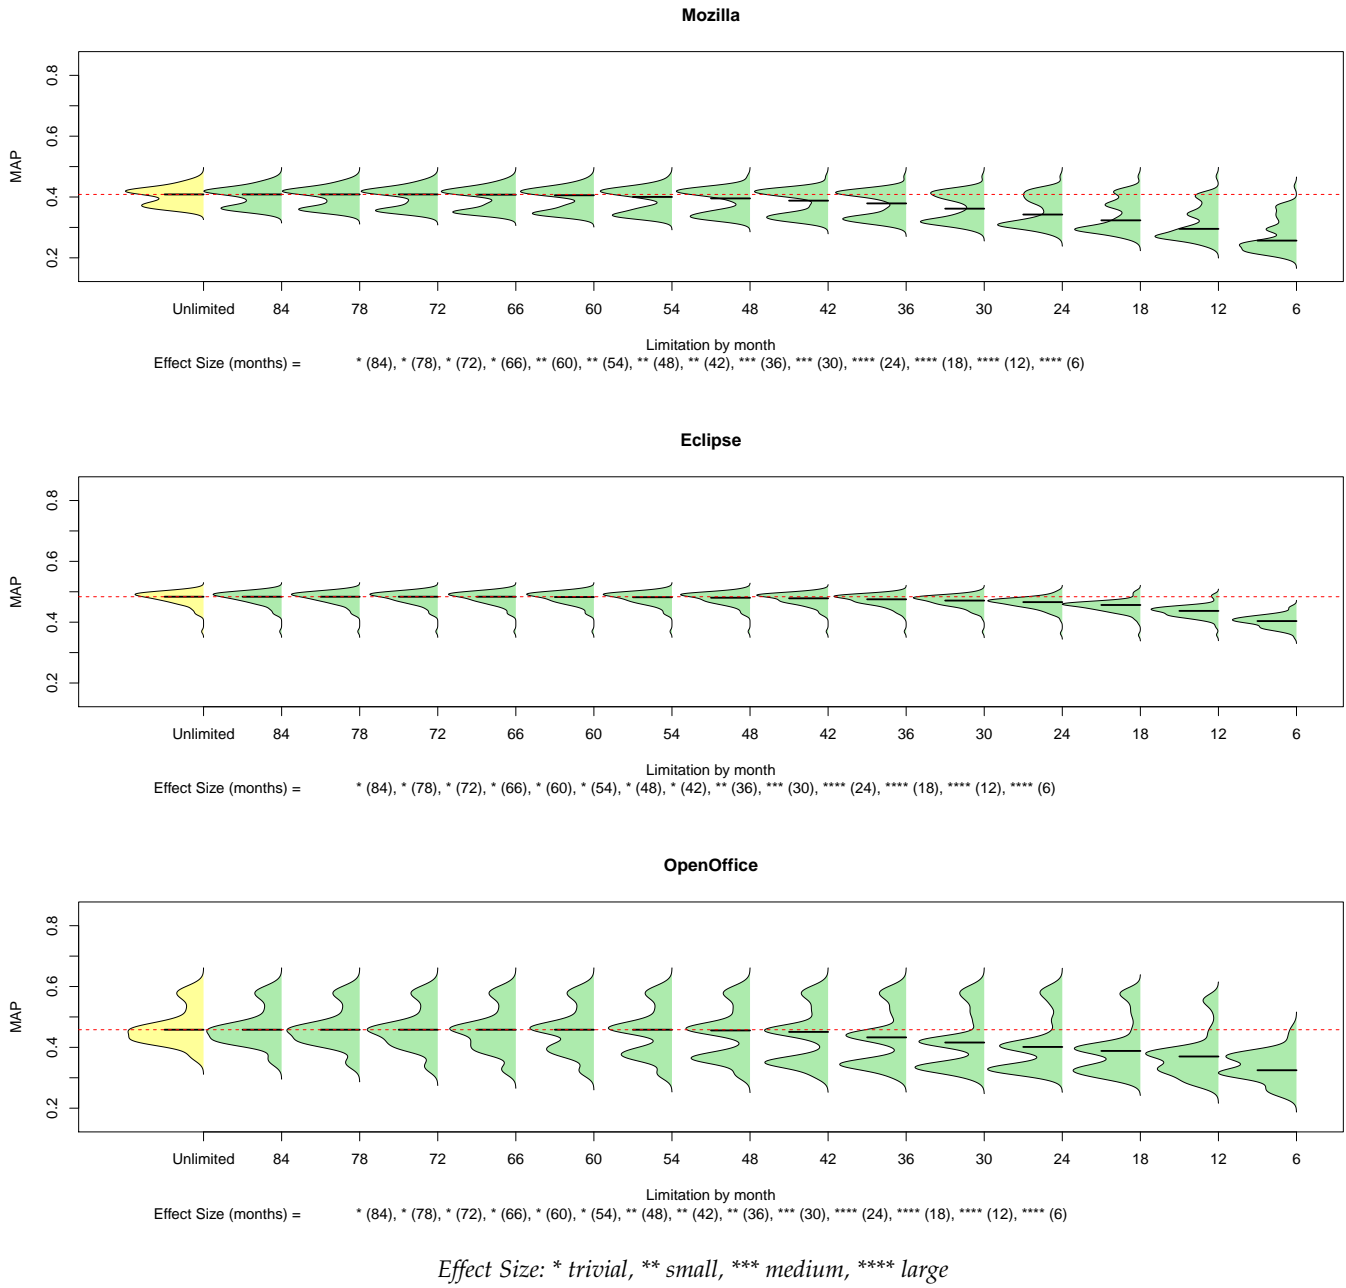 Mozilla
0.8
0.6
MAP
0.4
0.2
Unlimited 84 78 72 66 60 54 48 42 36 30 24 18 12 6
Limitation by month
Effect Size (months) = * (84), * (78), * (72), * (66), ** (60), ** (54), ** (48), ** (42), *** (36), *** (30), **** (24), **** (18), **** (12), **** (6)
Eclipse
0.8
0.6
MAP
0.4
0.2
Unlimited 84 78 72 66 60 54 48 42 36 30 24 18 12 6
Limitation by month
Effect Size (months) = * (84), * (78), * (72), * (66), * (60), * (54), * (48), * (42), ** (36), *** (30), **** (24), **** (18), **** (12), **** (6)
OpenOffice
0.8
0.6
MAP
0.4
0.2
Unlimited 84 78 72 66 60 54 48 42 36 30 24 18 12 6
Limitation by month
Effect Size (months) = * (84), * (78), * (72), * (66), * (60), * (54), ** (48), ** (42), ** (36), *** (30), **** (24), **** (18), **** (12), **** (6)
Effect Size: * trivial, ** small, *** medium, **** large